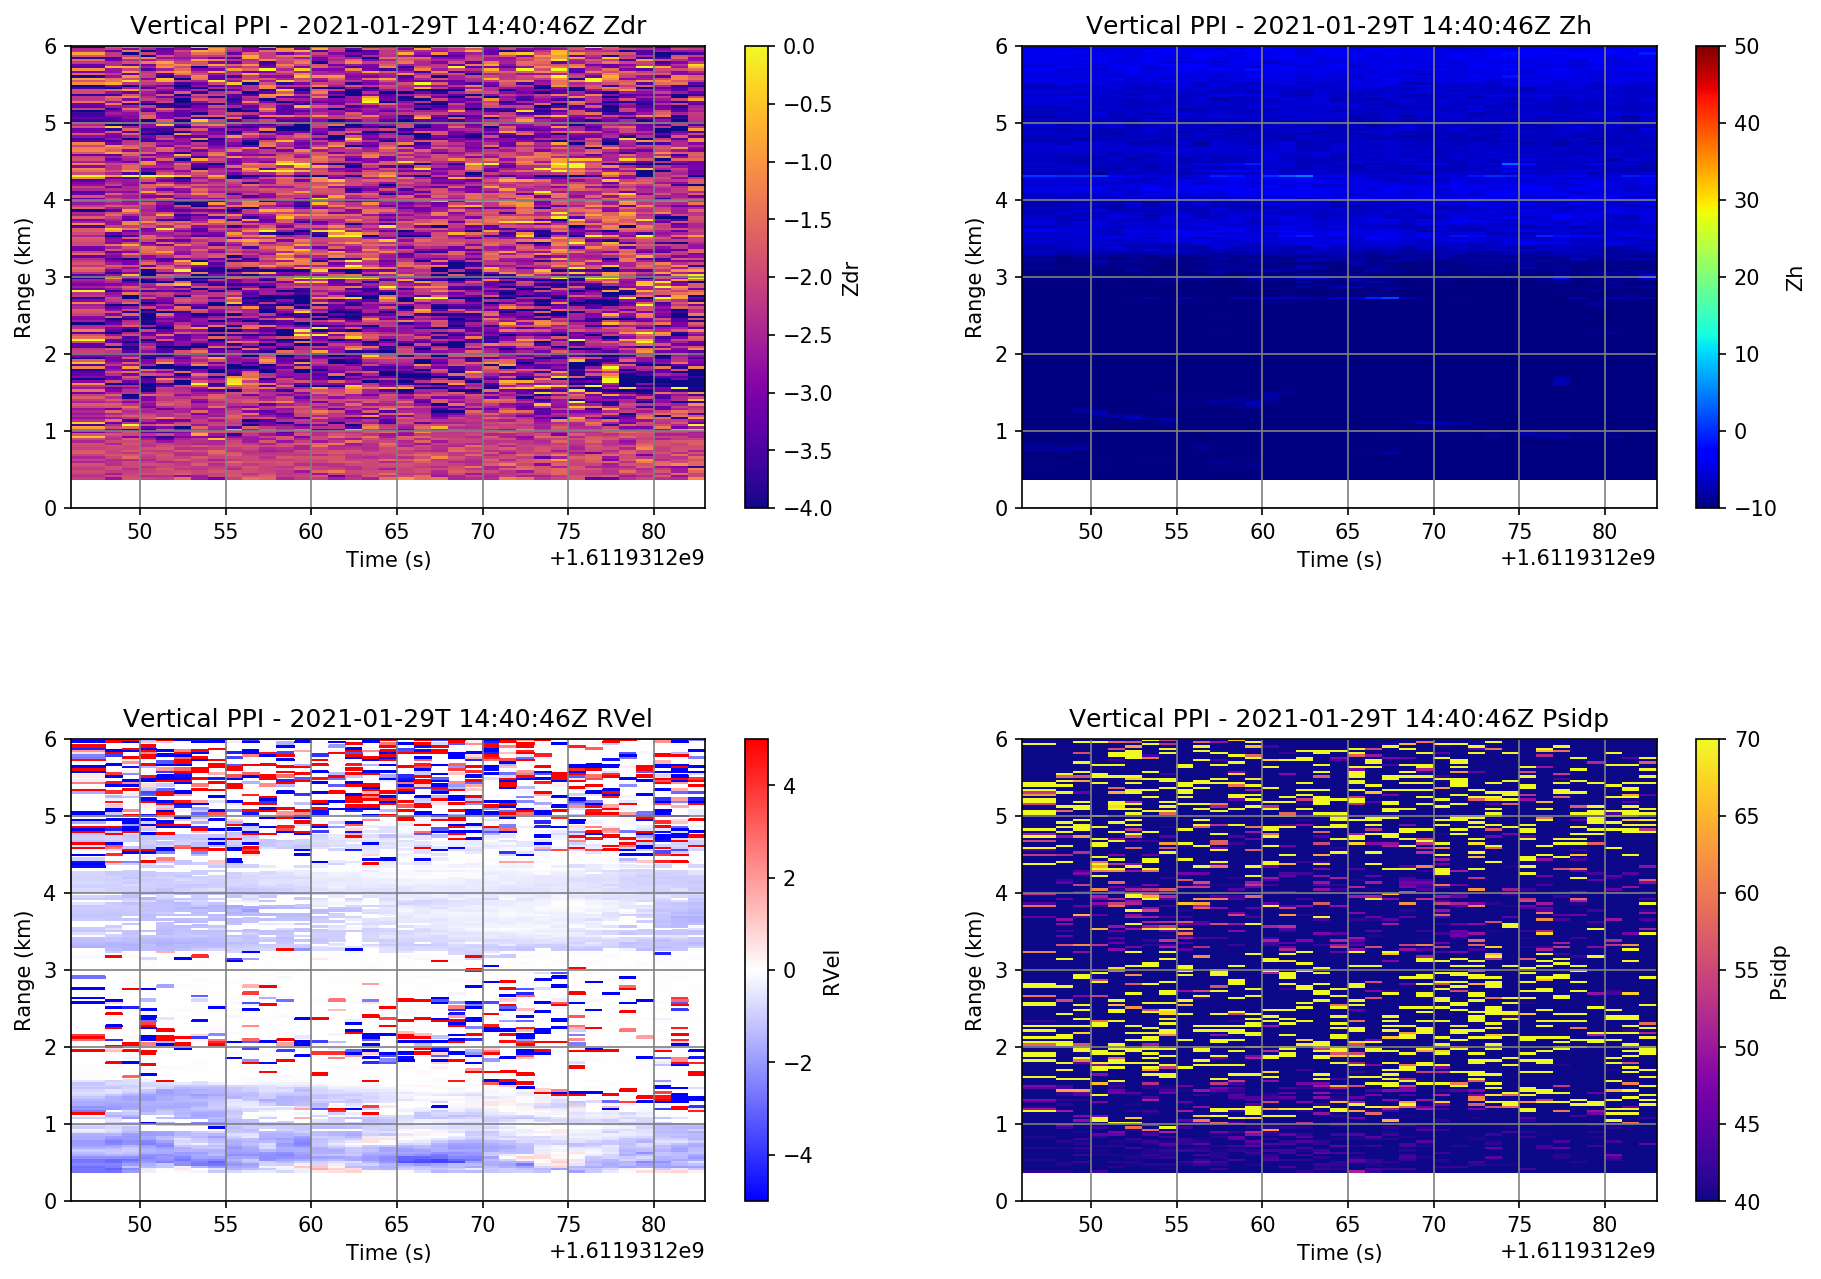 Vertical PPI - 2021-01-29T 14:40:46Z Zdr
6
5
4
3
2
1
0
Range (km)
50 55 60 65 70 75 80
Time (s)
+1.6119312e9
0.0
−0.5
−1.0
−1.5
−2.0
−2.5
−3.0
−3.5
−4.0
Zdr
Vertical PPI - 2021-01-29T 14:40:46Z Zh
6
5
4
3
2
1
0
Range (km)
50 55 60 65 70 75 80
Time (s)
+1.6119312e9
50
40
30
20
10
0
−10
Zh
Vertical PPI - 2021-01-29T 14:40:46Z RVel
6
5
4
3
2
1
0
Range (km)
50 55 60 65 70 75 80
Time (s)
+1.6119312e9
4
2
0
−2
−4
RVel
Vertical PPI - 2021-01-29T 14:40:46Z Psidp
6
5
4
3
2
1
0
Range (km)
50 55 60 65 70 75 80
Time (s)
+1.6119312e9
70
65
60
55
50
45
40
Psidp